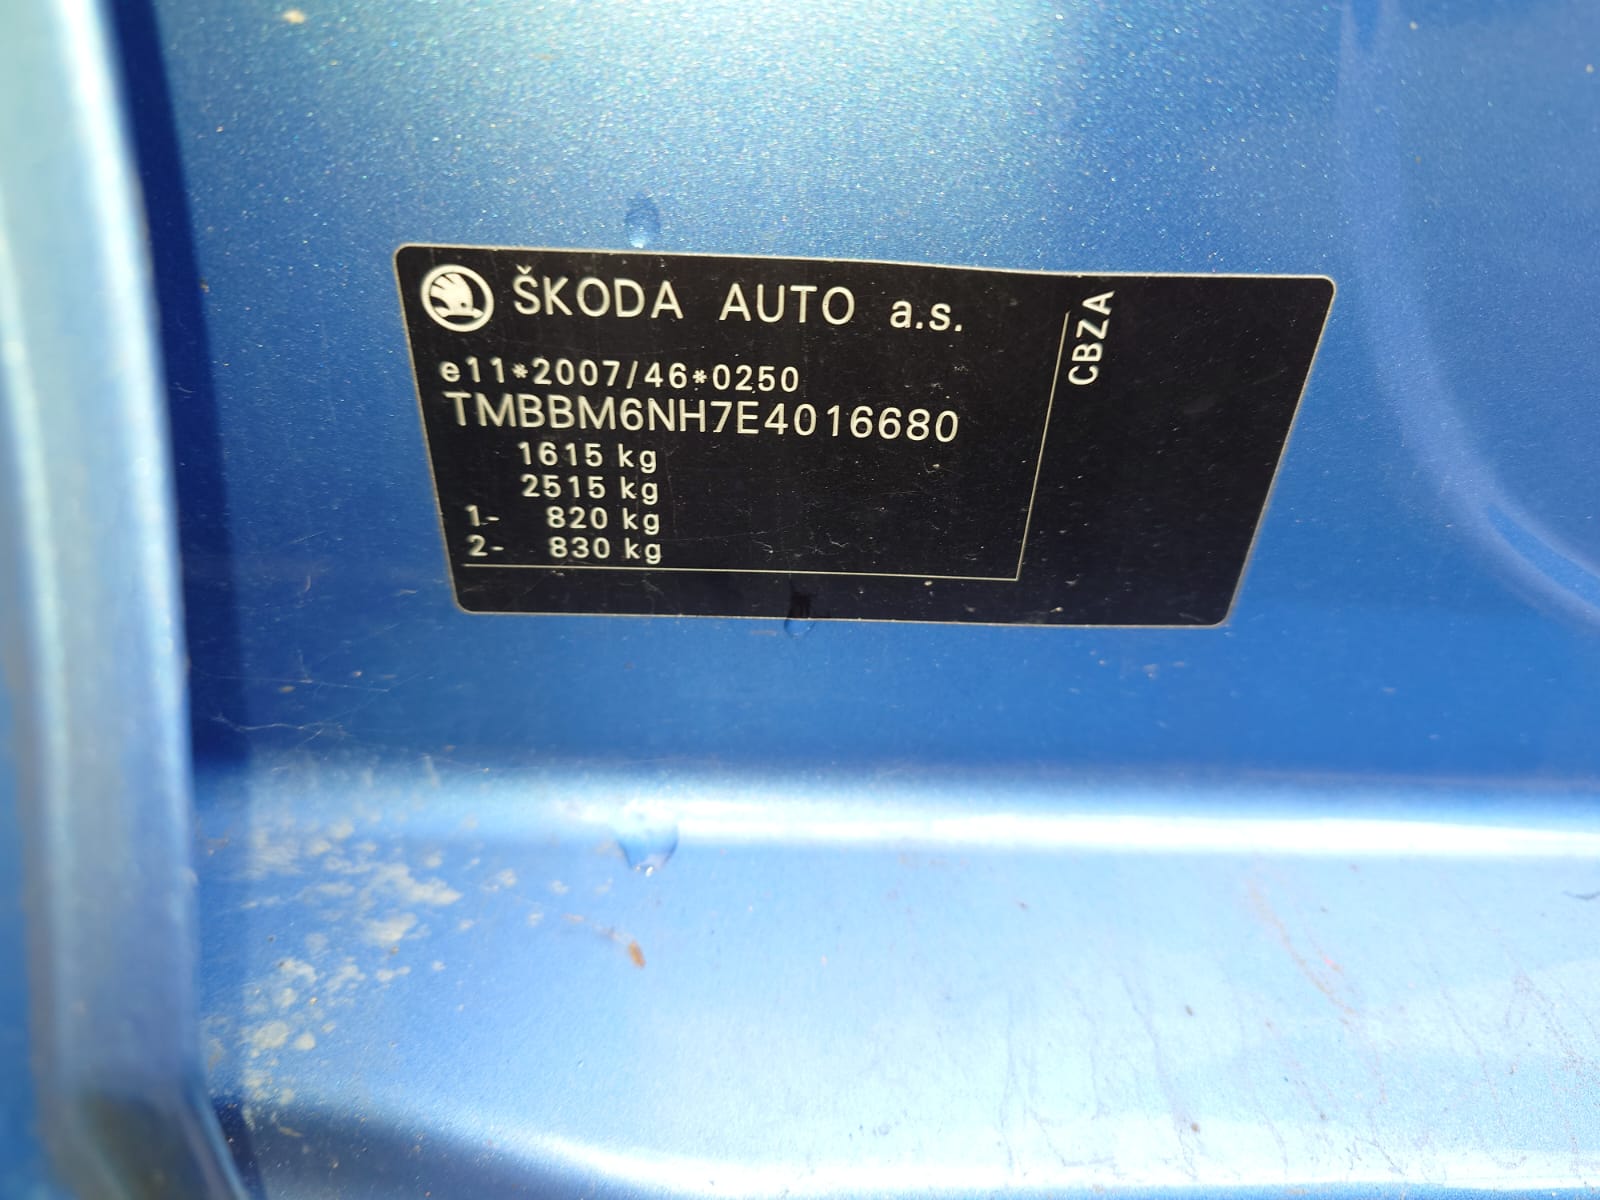 ŠKODA AUTO a.s.
e11*2007/46*0250
TMBBM6NH7E4016680
1615 kg
2515 kg
1- 820 kg
2- 830 kg
CBZA